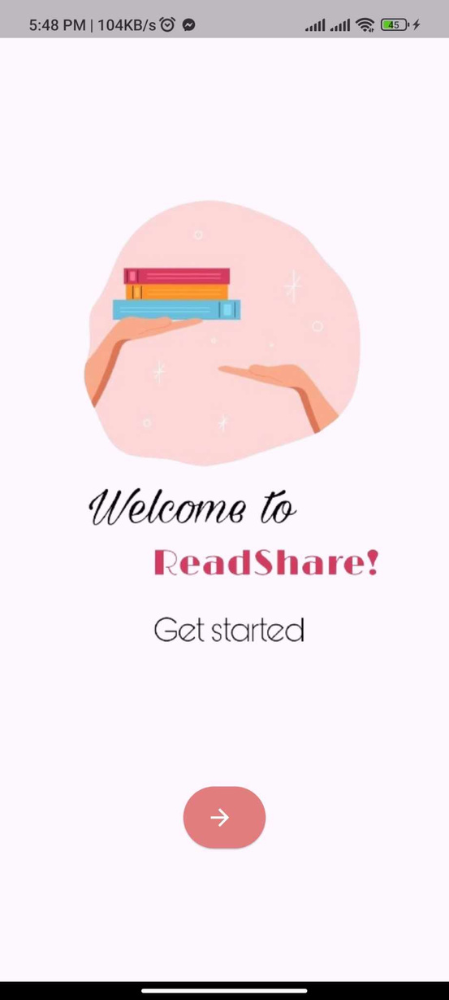 5:48 PM | 104KB/s
45
Welcome to
ReadShare!
Get started